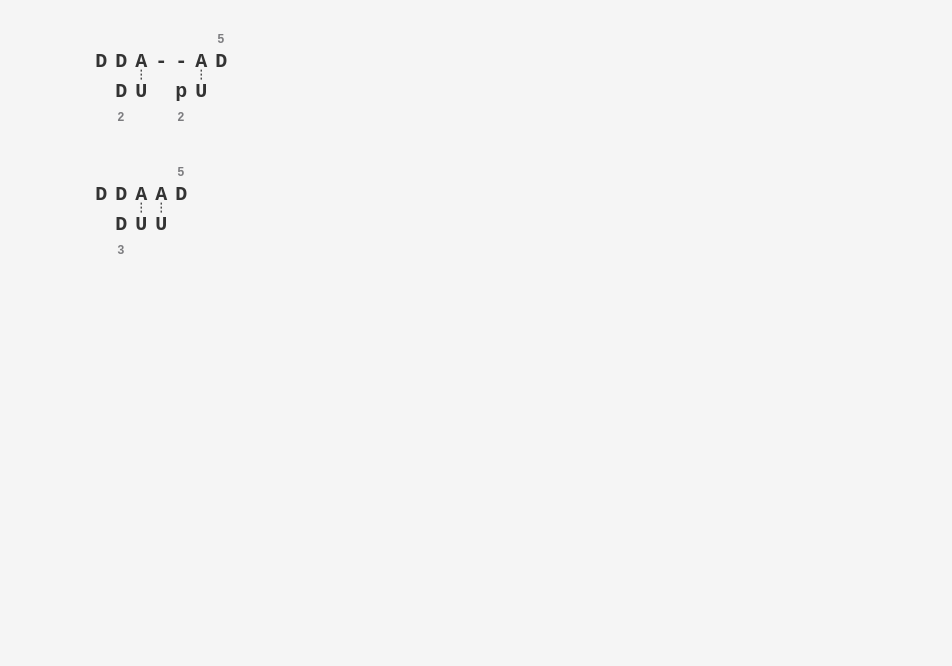 5
D D A - - A D
D U p U
2 2
5
D D A A D
D U U
3